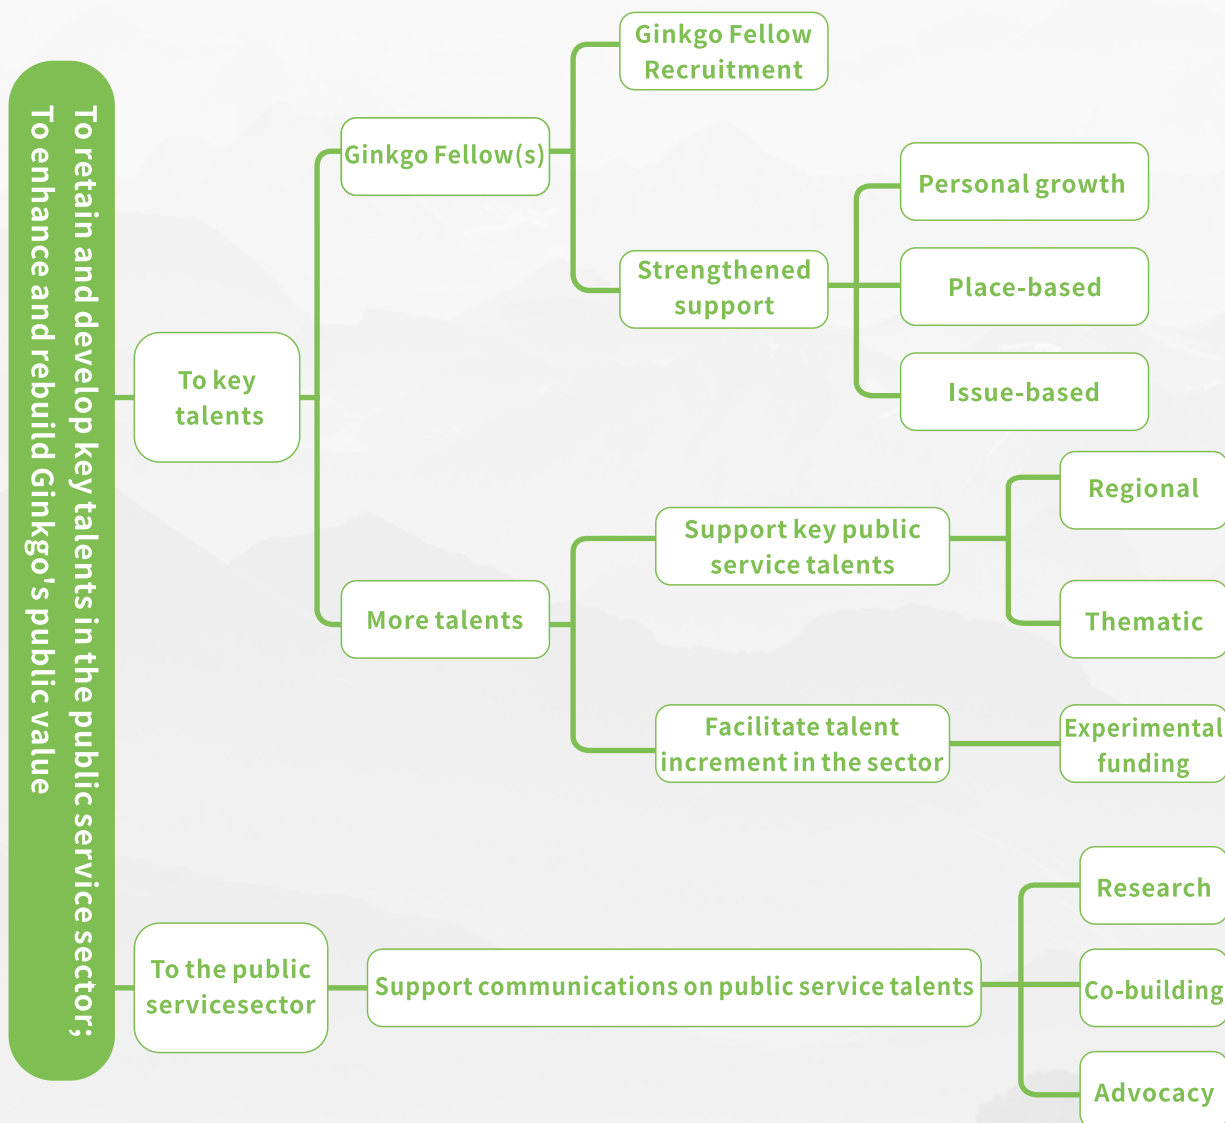 To retain and develop key talents in the public service sector;
To enhance and rebuild Ginkgo's public value
To key
talents
Ginkgo Fellow(s)
Ginkgo Fellow
Recruitment
Strengthened
support
Personal growth
Place-based
Issue-based
More talents
Support key public
service talents
Regional
Thematic
Facilitate talent
increment in the sector
Experimental
funding
To the public
servicesector
Support communications on public service talents
Research
Co-building
Advocacy